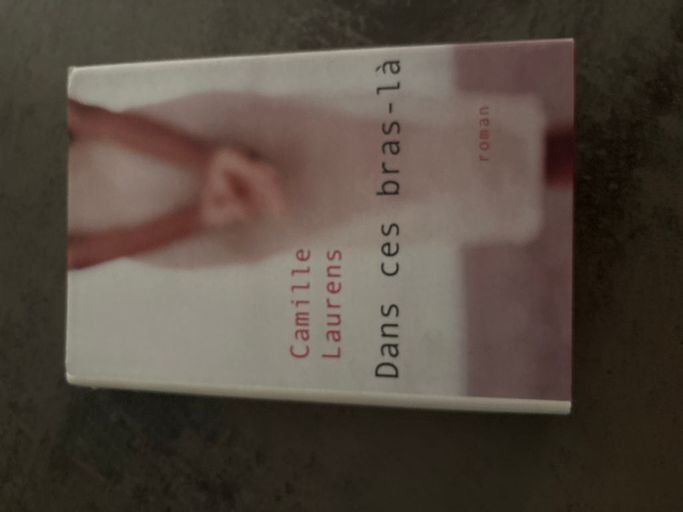 Camille
Laurens
Dans ces bras-là
roman